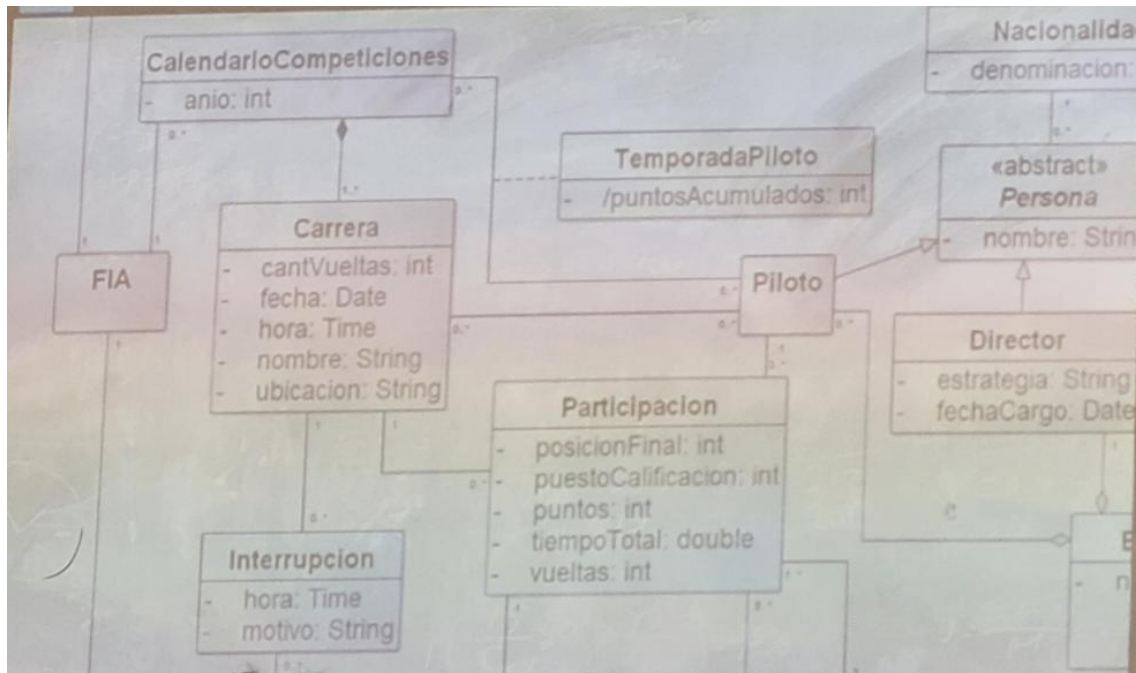 CalendarioCompeticiones
- anio: int
Nacionalida
- denominacion:
TemporadaPiloto
- /puntosAcumulados: int
«abstract»
Persona
- nombre: Strin
Carrera
- cantVueltas: int
- fecha: Date
- hora: Time
- nombre: String
- ubicacion: String
FIA
Piloto
Director
- estrategia: String
- fechaCargo: Date
Participacion
- posicionFinal: int
- puestoCalificacion: int
- puntos: int
- tiempoTotal: double
- vueltas: int
Interrupcion
- hora: Time
- motivo: String
E
- n